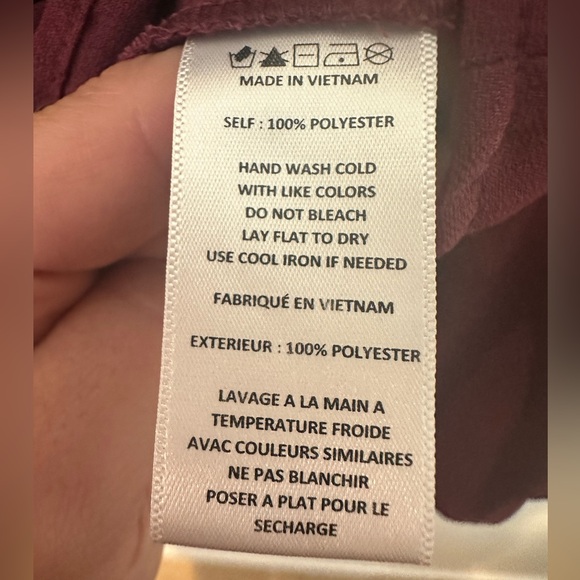 MADE IN VIETNAM
SELF : 100% POLYESTER
HAND WASH COLD
WITH LIKE COLORS
DO NOT BLEACH
LAY FLAT TO DRY
USE COOL IRON IF NEEDED
FABRIQUÉ EN VIETNAM
EXTERIEUR : 100% POLYESTER
LAVAGE A LA MAIN A
TEMPERATURE FROIDE
AVAC COULEURS SIMILAIRES
NE PAS BLANCHIR
POSER A PLAT POUR LE
SECHARGE